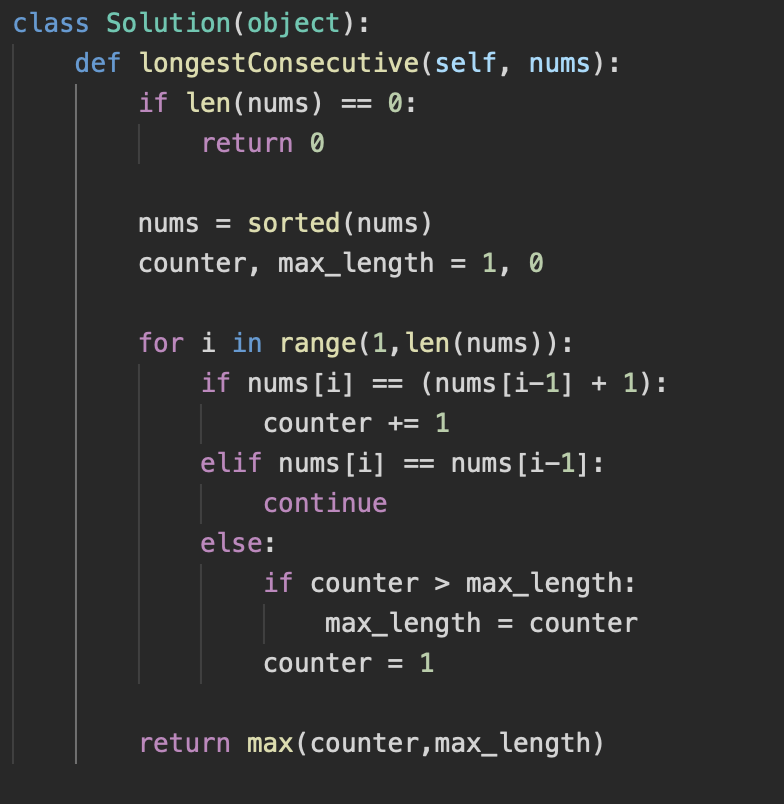 class Solution(object):
    def longestConsecutive(self, nums):
        if len(nums) == 0:
            return 0
        nums = sorted(nums)
        counter, max_length = 1, 0
        for i in range(1,len(nums)):
            if nums[i] == (nums[i-1] + 1):
                counter += 1
            elif nums[i] == nums[i-1]:
                continue
            else:
                if counter > max_length:
                    max_length = counter
                counter = 1
        return max(counter,max_length)